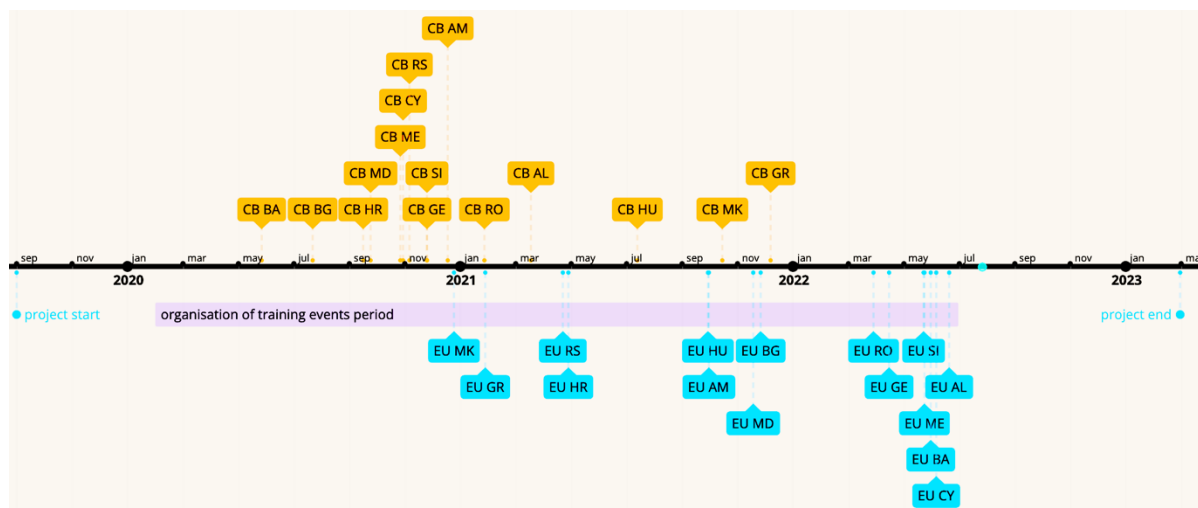 CB AM
CB RS
CB CY
CB ME
CB MD CB SI CB AL CB GR
CB BA CB BG CB HR CB GE CB RO CB HU CB MK
sep nov jan mar may jul sep nov jan mar may jul sep nov jan mar may jul sep nov jan ma
2020 2021 2022 2023
project start organisation of training events period project end
EU MK EU RS EU HU EU BG EU RO EU SI
EU GR EU HR EU AM EU GE EU AL
EU MD EU ME
EU BA
EU CY